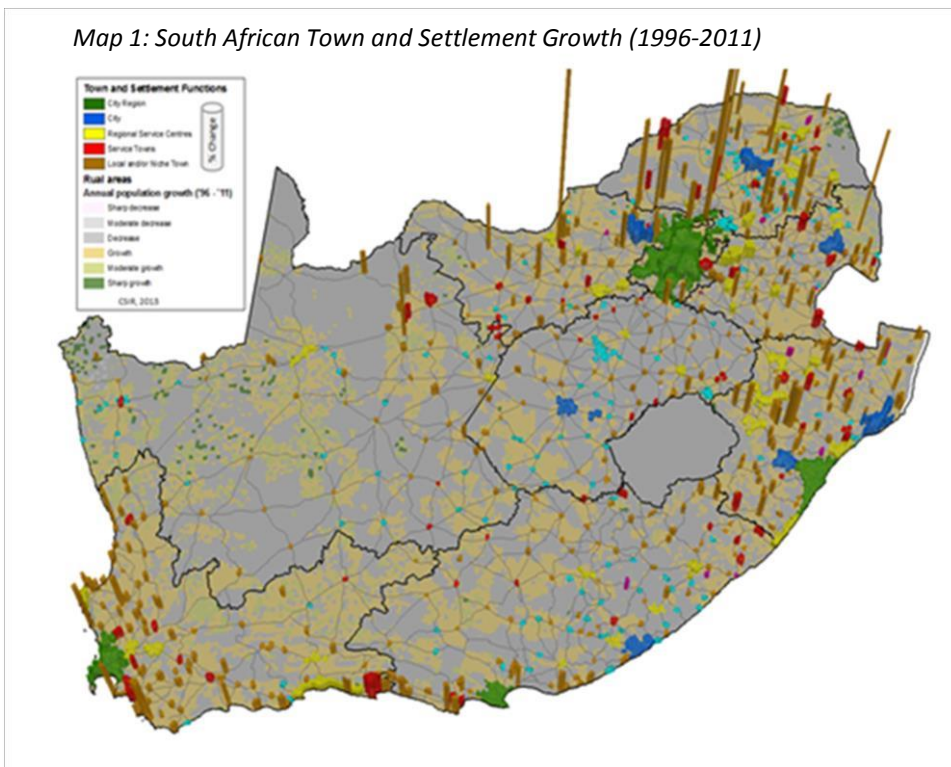 Map 1: South African Town and Settlement Growth (1996-2011)
Town and Settlement Functions
City Region
City
Regional Service Centres
Service Towns
Local and/or Niche Town
% Change
Rual areas
Annual population growth ('96 - '11)
Sharp decrease
Moderate decrease
Decrease
Growth
Moderate growth
Sharp growth
CSIR, 2013